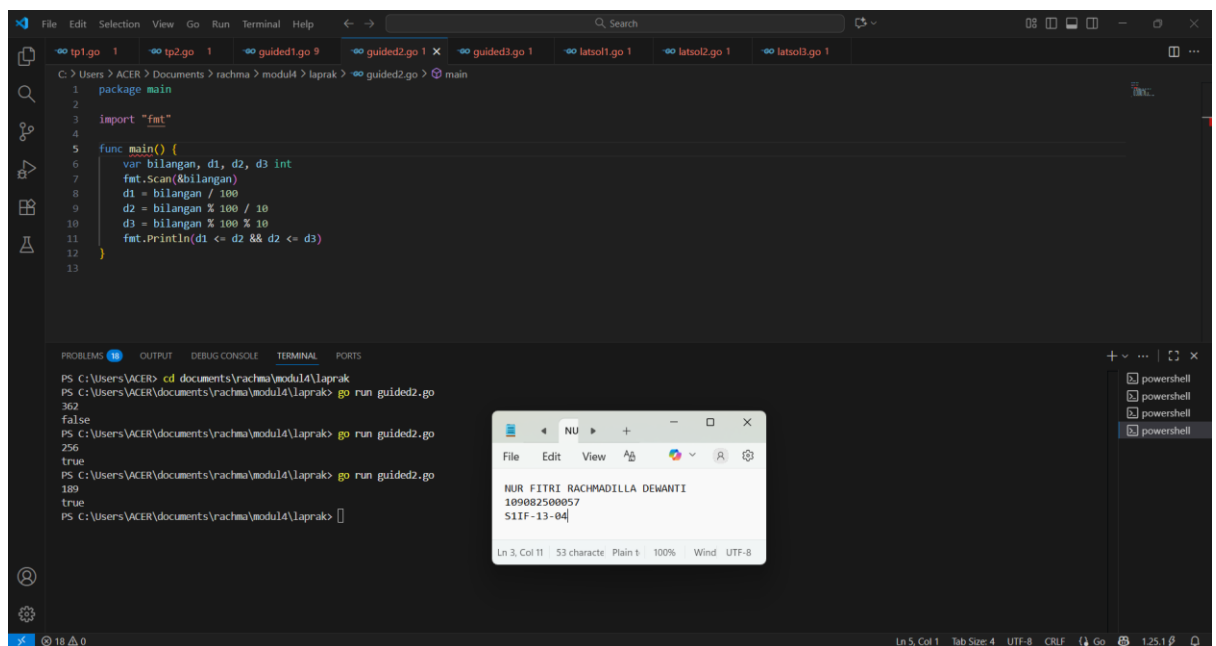 File Edit Selection View Go Run Terminal Help Search
tp1.go 1 tp2.go 1 guided1.go 9 guided2.go 1 guided3.go 1 latsol1.go 1 latsol2.go 1 latsol3.go 1
C: > Users > ACER > Documents > rachma > modul4 > laprak > guided2.go > main
1 package main
2
3 import "fmt"
4
5 func main() {
6 var bilangan, d1, d2, d3 int
7 fmt.Scan(&bilangan)
8 d1 = bilangan / 100
9 d2 = bilangan % 100 / 10
10 d3 = bilangan % 100 % 10
11 fmt.Println(d1 <= d2 && d2 <= d3)
12 }
13
PROBLEMS 18 OUTPUT DEBUG CONSOLE TERMINAL PORTS
PS C:\Users\ACER> cd documents\rachma\modul4\laprak
PS C:\Users\ACER\documents\rachma\modul4\laprak> go run guided2.go
362
false
PS C:\Users\ACER\documents\rachma\modul4\laprak> go run guided2.go
256
true
PS C:\Users\ACER\documents\rachma\modul4\laprak> go run guided2.go
189
true
PS C:\Users\ACER\documents\rachma\modul4\laprak>
powershell
powershell
powershell
powershell
NU
File Edit View
NUR FITRI RACHMADILLA DEWANTI
109082500057
S1IF-13-04
Ln 3, Col 11 53 characte Plain t 100% Wind UTF-8
18 0 Ln 5, Col 1 Tab Size: 4 UTF-8 CRLF Go 1.25.1